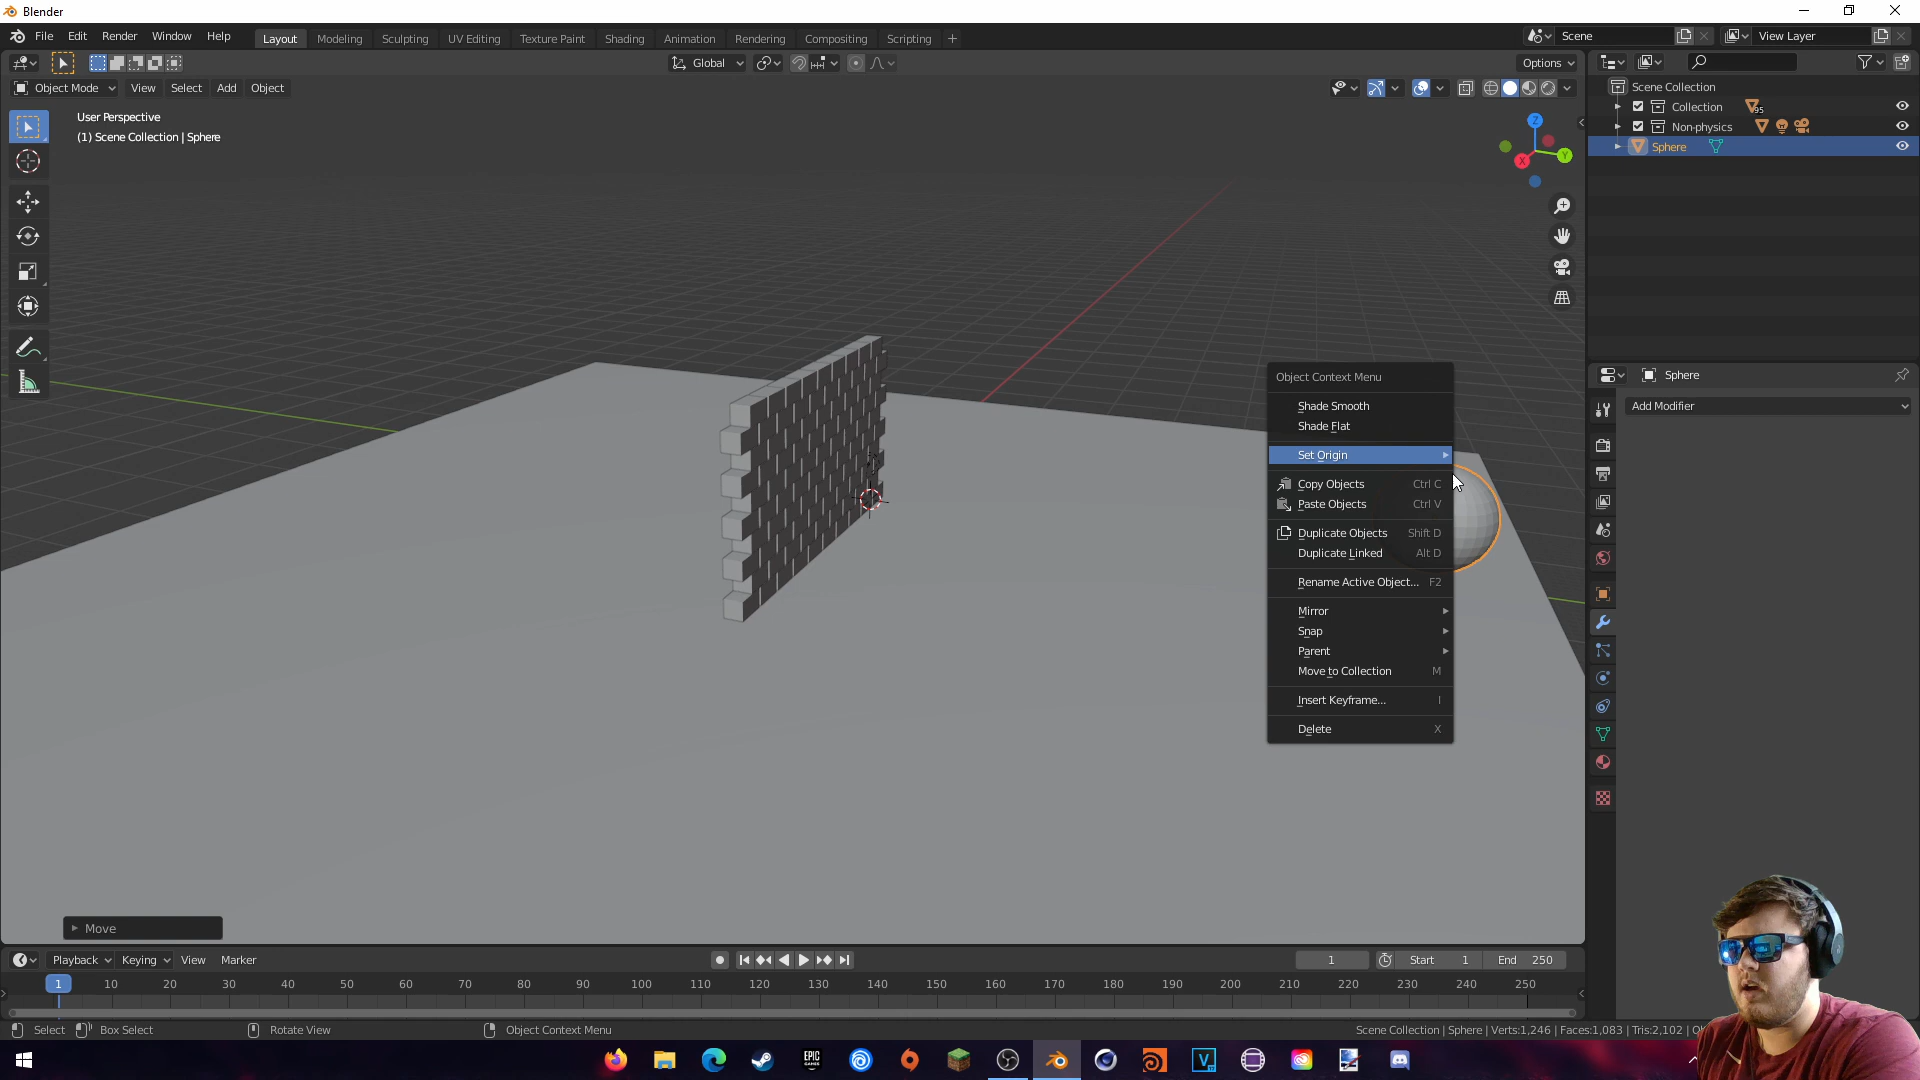 Blender
File Edit Render Window Help
Layout Modeling Sculpting UV Editing Texture Paint Shading Animation Rendering Compositing Scripting +
Scene
View Layer
Global
Options
Object Mode View Select Add Object
User Perspective
(1) Scene Collection | Sphere
Z
Y
X
Scene Collection
Collection 95
Non-physics
Sphere
Sphere
Add Modifier
Object Context Menu
Shade Smooth
Shade Flat
Set Origin
Copy Objects Ctrl C
Paste Objects Ctrl V
Duplicate Objects Shift D
Duplicate Linked Alt D
Rename Active Object... F2
Mirror
Snap
Parent
Move to Collection M
Insert Keyframe... I
Delete X
Move
Playback Keying View Marker
1 Start 1 End 250
1 10 20 30 40 50 60 70 80 90 100 110 120 130 140 150 160 170 180 190 200 210 220 230 240 250
Select Box Select Rotate View Object Context Menu
Scene Collection | Sphere | Verts:1,246 | Faces:1,083 | Tris:2,102 |
EPIC GAMES
V